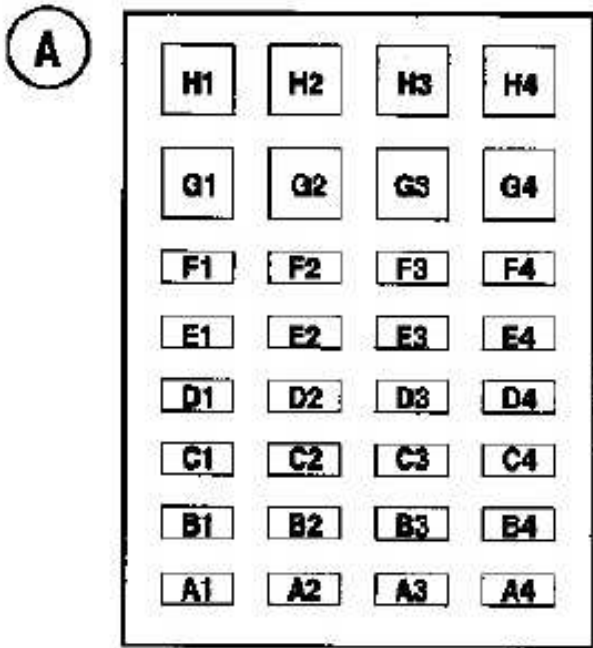 A
H1 H2 H3 H4
G1 G2 G3 G4
F1 F2 F3 F4
E1 E2 E3 E4
D1 D2 D3 D4
C1 C2 C3 C4
B1 B2 B3 B4
A1 A2 A3 A4